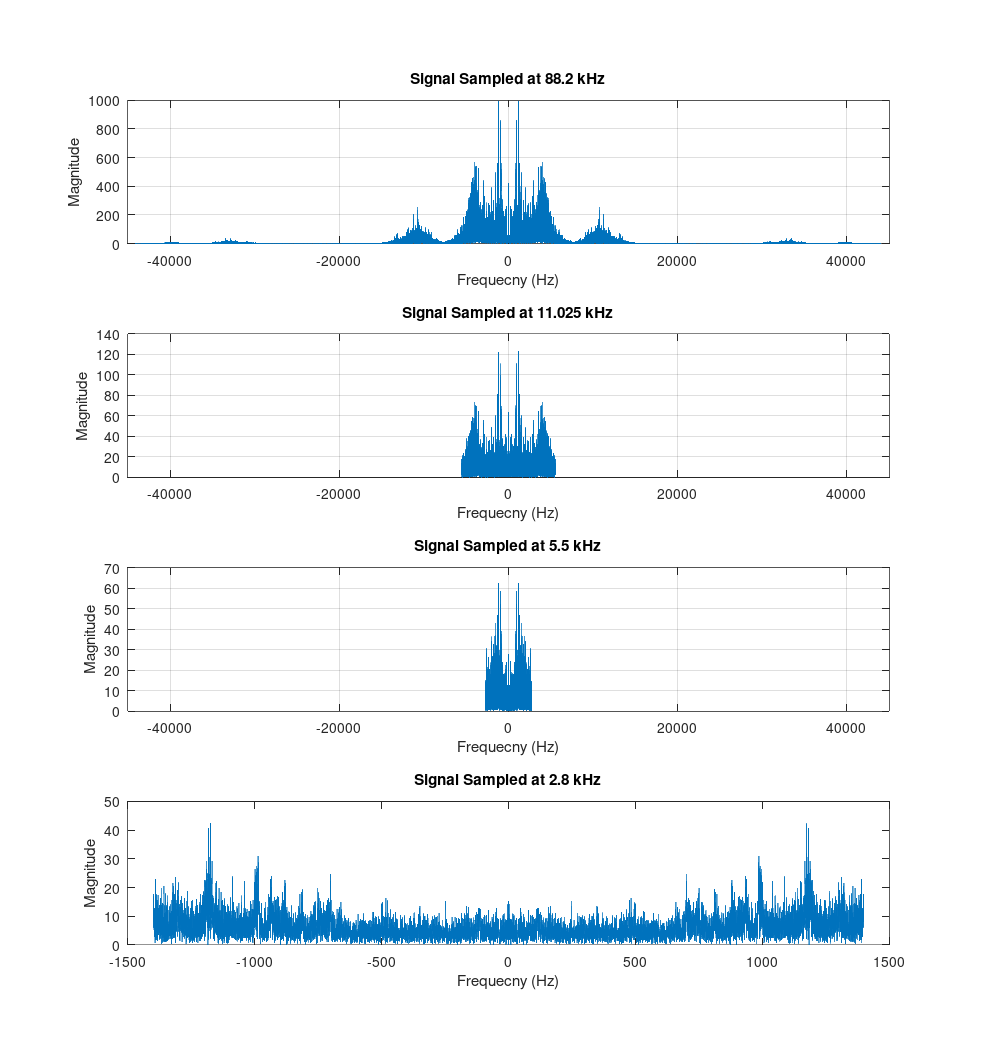 SIgnal Sampled at 88.2 kHz
1000
800
600
400
200
0
Magnitude
-40000 -20000 0 20000 40000
Frequecny (Hz)
SIgnal Sampled at 11.025 kHz
140
120
100
80
60
40
20
0
Magnitude
-40000 -20000 0 20000 40000
Frequecny (Hz)
SIgnal Sampled at 5.5 kHz
70
60
50
40
30
20
10
0
Magnitude
-40000 -20000 0 20000 40000
Frequecny (Hz)
SIgnal Sampled at 2.8 kHz
50
40
30
20
10
0
Magnitude
-1500 -1000 -500 0 500 1000 1500
Frequecny (Hz)